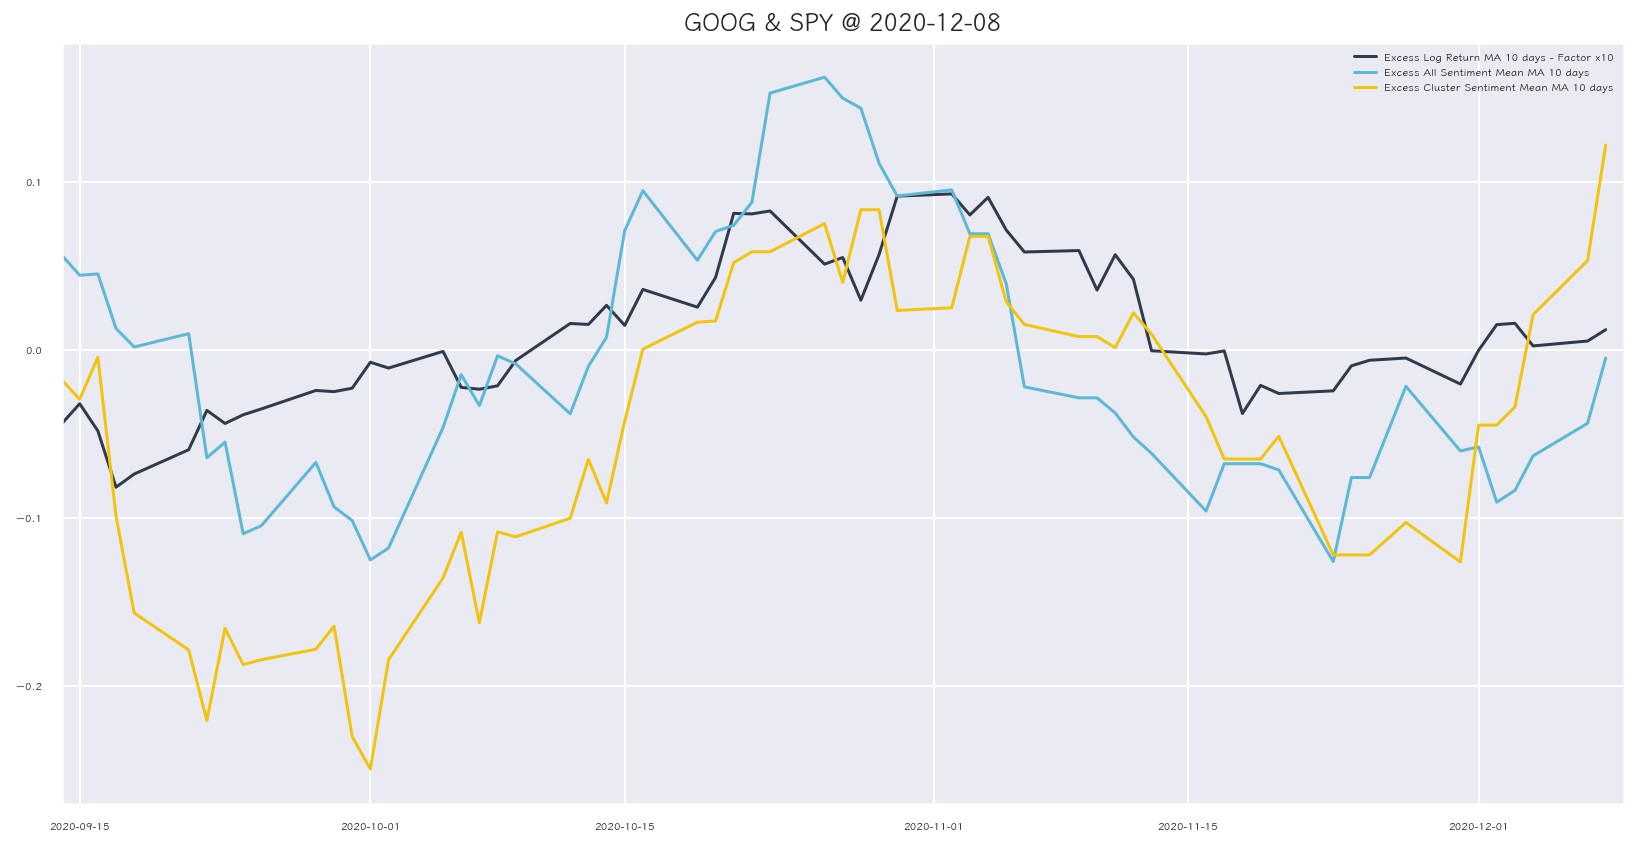 GOOG & SPY @ 2020-12-08
Excess Log Return MA 10 days - Factor x10
Excess All Sentiment Mean MA 10 days
Excess Cluster Sentiment Mean MA 10 days
0.1
0.0
−0.1
−0.2
2020-09-15 2020-10-01 2020-10-15 2020-11-01 2020-11-15 2020-12-01